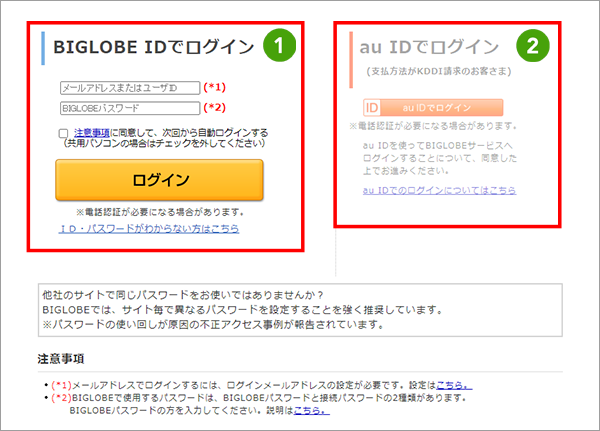 BIGLOBE IDでログイン
1
メールアドレスまたはユーザID (*1)
BIGLOBEパスワード (*2)
注意事項に同意して、次回から自動ログインする
(共用パソコンの場合はチェックを外してください)
ログイン
※電話認証が必要になる場合があります。
ＩＤ・パスワードがわからない方はこちら
au IDでログイン
2
(支払方法がKDDI請求のお客さま)
ID au IDでログイン
※電話認証が必要になる場合があります。
au IDを使ってBIGLOBEサービスへ
ログインすることについて、同意した
上でお進みください。
au IDでのログインについてはこちら
他社のサイトで同じパスワードをお使いではありませんか？
BIGLOBEでは、サイト毎で異なるパスワードを設定することを強く推奨しています。
※パスワードの使い回しが原因の不正アクセス事例が報告されています。
注意事項
• (*1)メールアドレスでログインするには、ログインメールアドレスの設定が必要です。設定はこちら。
• (*2)BIGLOBEで使用するパスワードは、BIGLOBEパスワードと接続パスワードの2種類があります。
BIGLOBEパスワードの方を入力してください。説明はこちら。